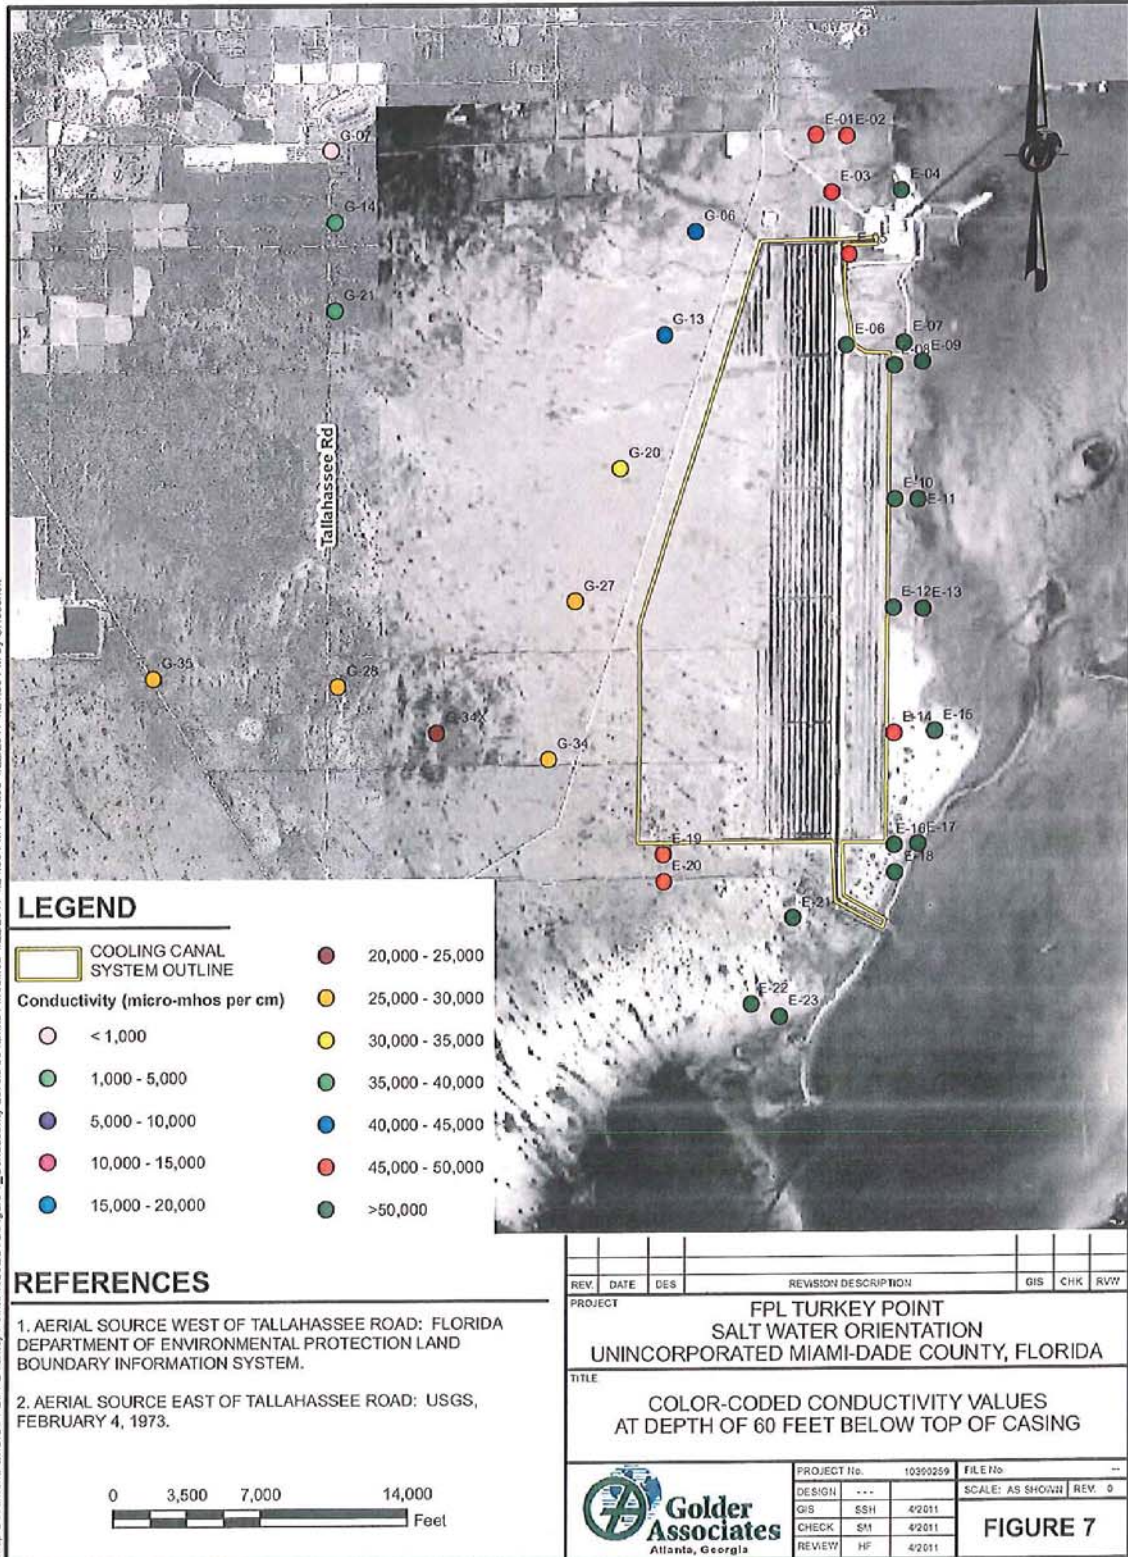 G-07
E-01
E-02
E-03
E-04
G-14
G-06
G-21
G-13
E-06
E-07
E-08
E-09
Tallahassee Rd
G-20
E-10
E-11
G-27
E-12
E-13
G-35
G-28
G-34X
G-34
E-14
E-15
E-16
E-17
E-18
E-19
E-20
E-21
E-22
E-23
LEGEND
COOLING CANAL
SYSTEM OUTLINE
Conductivity (micro-mhos per cm)
< 1,000
1,000 - 5,000
5,000 - 10,000
10,000 - 15,000
15,000 - 20,000
20,000 - 25,000
25,000 - 30,000
30,000 - 35,000
35,000 - 40,000
40,000 - 45,000
45,000 - 50,000
>50,000
REFERENCES
1. AERIAL SOURCE WEST OF TALLAHASSEE ROAD: FLORIDA
DEPARTMENT OF ENVIRONMENTAL PROTECTION LAND
BOUNDARY INFORMATION SYSTEM.
2. AERIAL SOURCE EAST OF TALLAHASSEE ROAD: USGS,
FEBRUARY 4, 1973.
0 3,500 7,000 14,000
Feet
REV. DATE DES REVISION DESCRIPTION GIS CHK RVW
PROJECT
FPL TURKEY POINT
SALT WATER ORIENTATION
UNINCORPORATED MIAMI-DADE COUNTY, FLORIDA
TITLE
COLOR-CODED CONDUCTIVITY VALUES
AT DEPTH OF 60 FEET BELOW TOP OF CASING
Golder
Associates
Atlanta, Georgia
PROJECT No. 10390259 FILE No. --
DESIGN --- SCALE: AS SHOWN REV. 0
GIS SSH 4/2011
CHECK SM 4/2011
REVIEW HF 4/2011
FIGURE 7